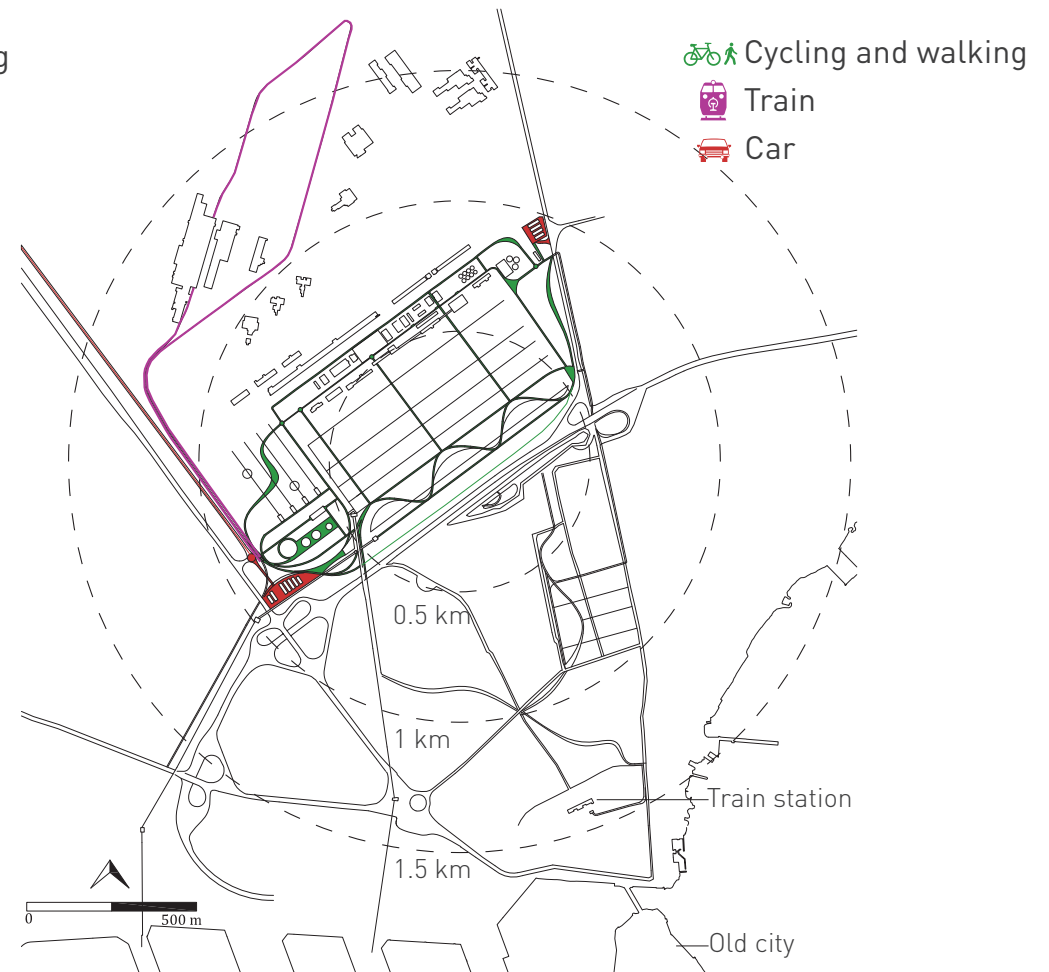 g
Cycling and walking
Train
Car
0.5 km
1 km
Train station
1.5 km
0
500 m
Old city